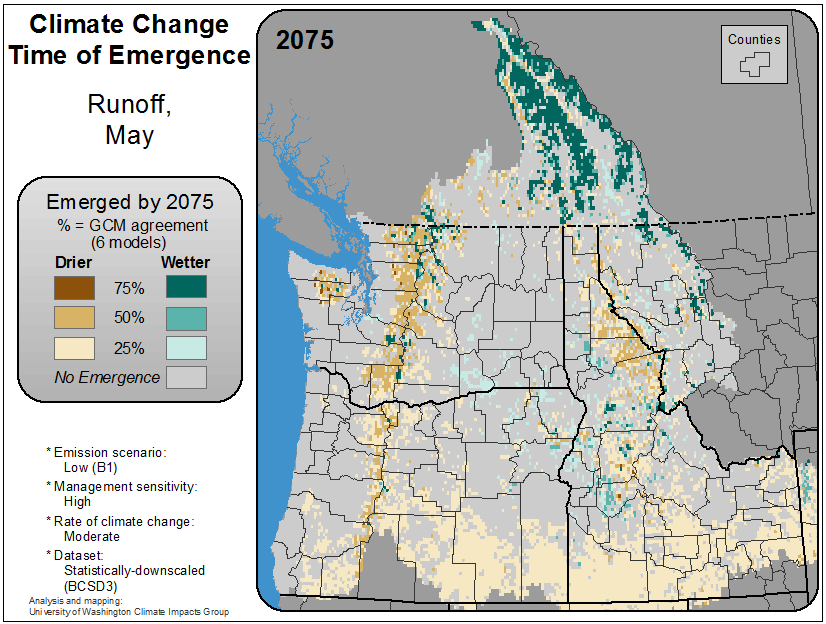 Climate Change
Time of Emergence
Runoff,
May
Emerged by 2075
% = GCM agreement
(6 models)
Drier Wetter
75%
50%
25%
No Emergence
* Emission scenario:
Low (B1)
* Management sensitivity:
High
* Rate of climate change:
Moderate
* Dataset:
Statistically-downscaled
(BCSD3)
Analysis and mapping:
University of Washington Climate Impacts Group
2075
Counties